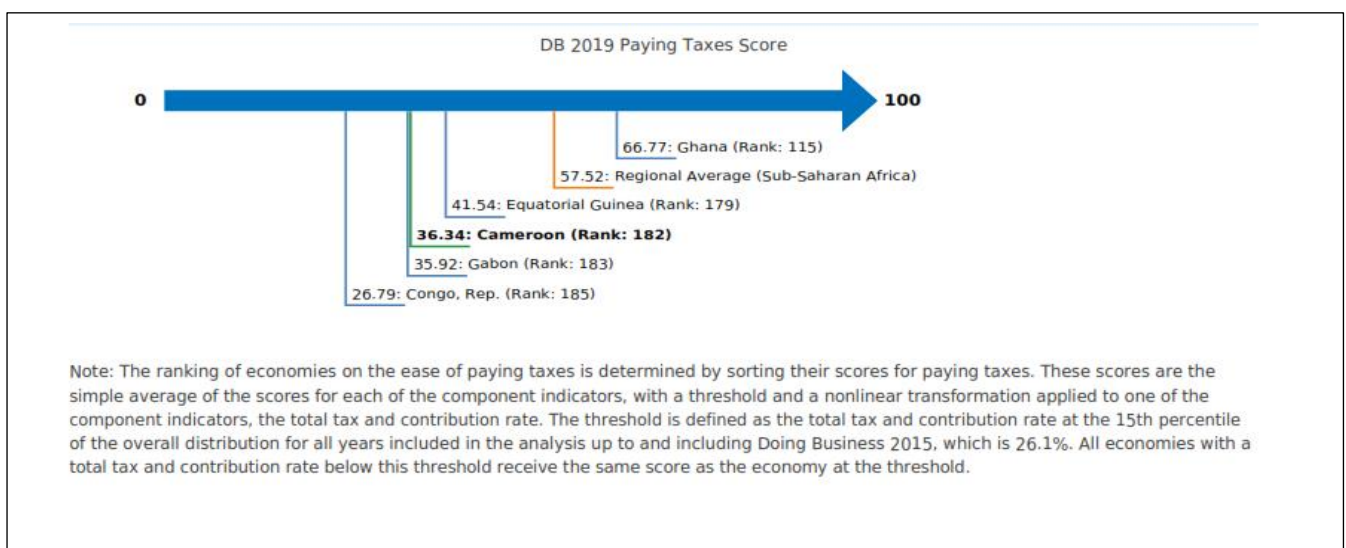 DB 2019 Paying Taxes Score
0
100
66.77: Ghana (Rank: 115)
57.52: Regional Average (Sub-Saharan Africa)
41.54: Equatorial Guinea (Rank: 179)
36.34: Cameroon (Rank: 182)
35.92: Gabon (Rank: 183)
26.79: Congo, Rep. (Rank: 185)
Note: The ranking of economies on the ease of paying taxes is determined by sorting their scores for paying taxes. These scores are the
simple average of the scores for each of the component indicators, with a threshold and a nonlinear transformation applied to one of the
component indicators, the total tax and contribution rate. The threshold is defined as the total tax and contribution rate at the 15th percentile
of the overall distribution for all years included in the analysis up to and including Doing Business 2015, which is 26.1%. All economies with a
total tax and contribution rate below this threshold receive the same score as the economy at the threshold.